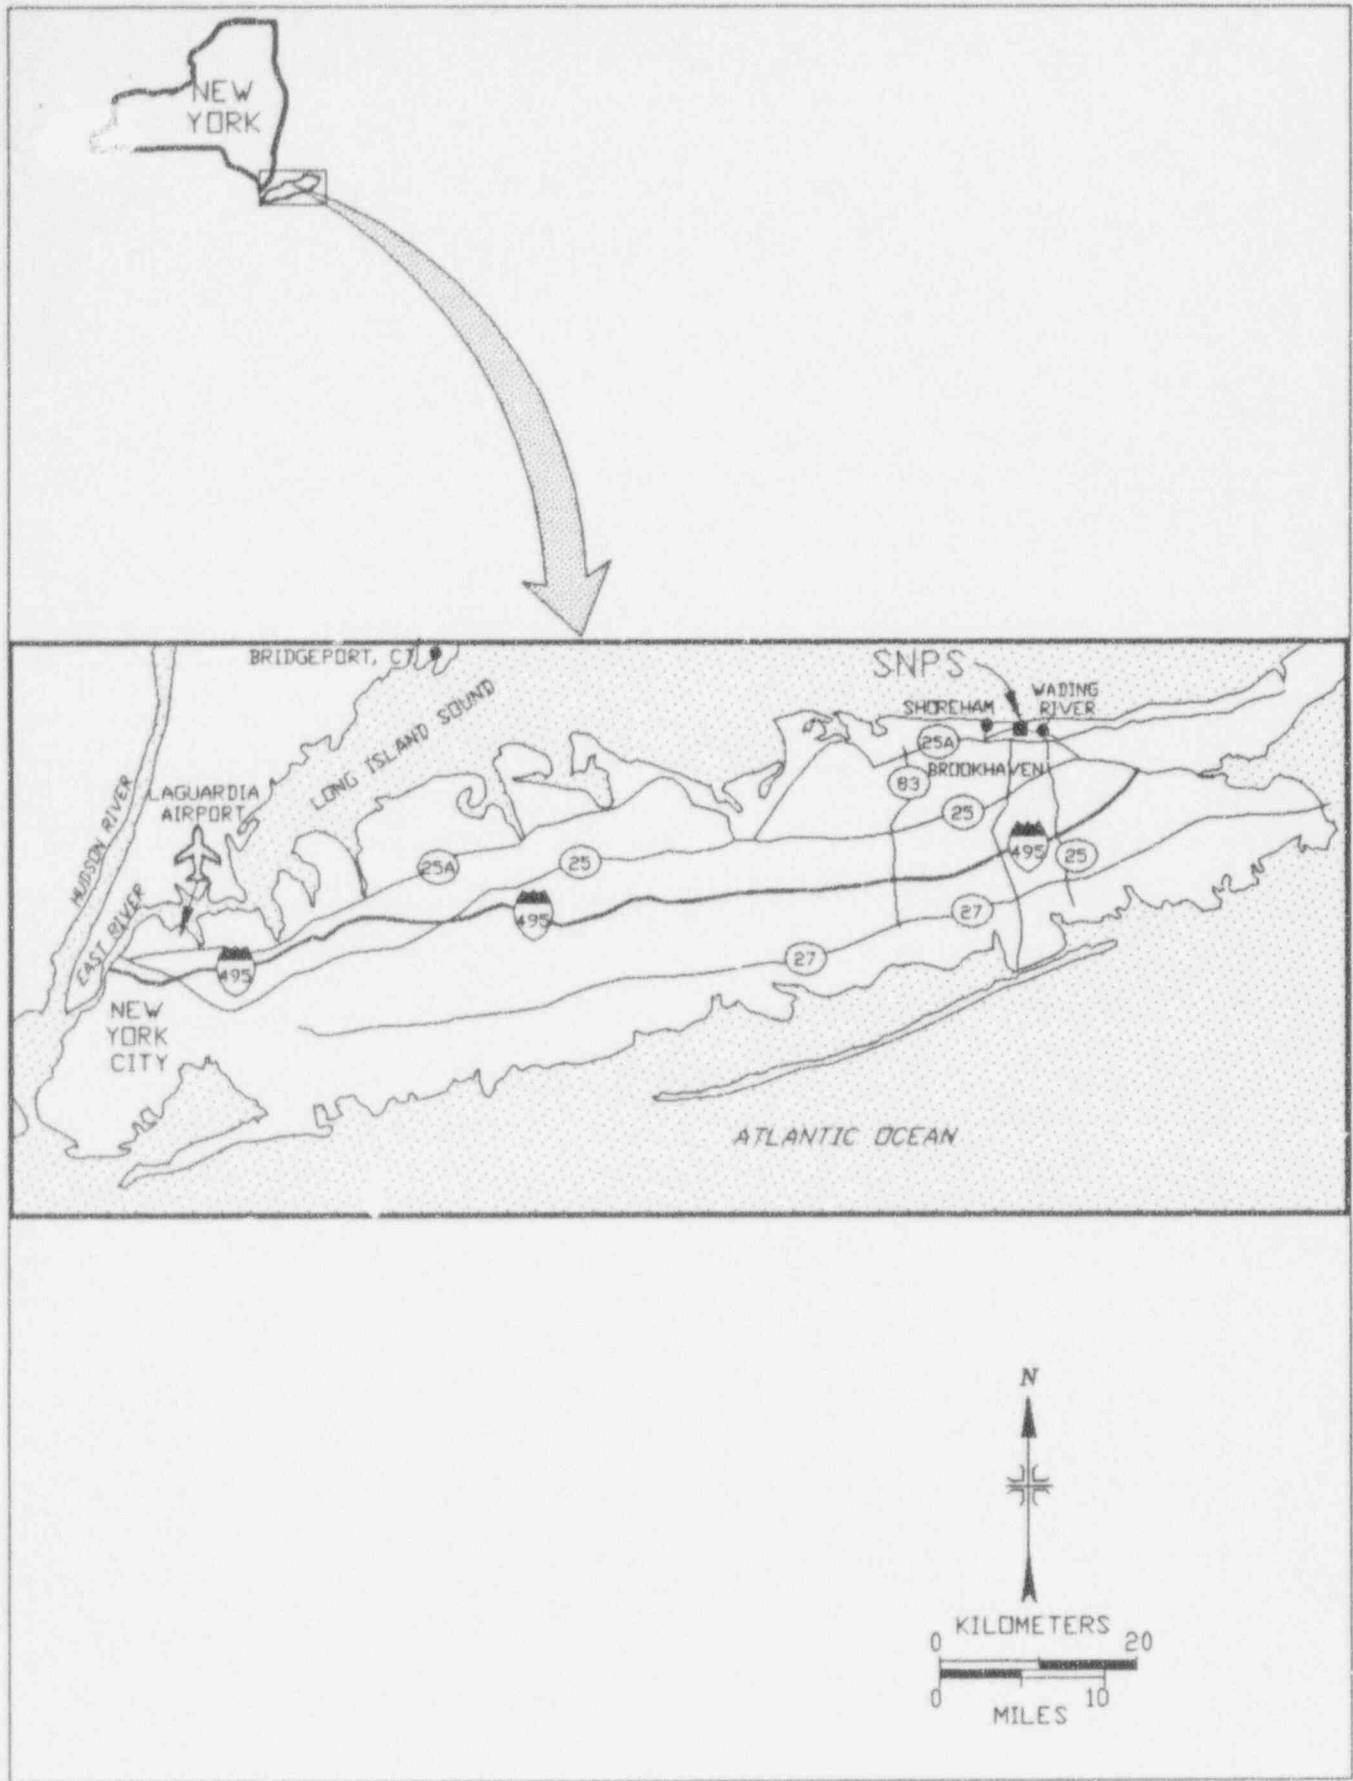 NEW
YORK
BRIDGEPORT, CT
SNPS
WADING
RIVER
SHOREHAM
LONG ISLAND SOUND
25A
BROOKHAVEN
83
LAGUARDIA
AIRPORT
HUDSON RIVER
25
495
25
25A
25
EAST RIVER
495
27
27
495
NEW
YORK
CITY
ATLANTIC OCEAN
N
KILOMETERS
0 20
0 10
MILES